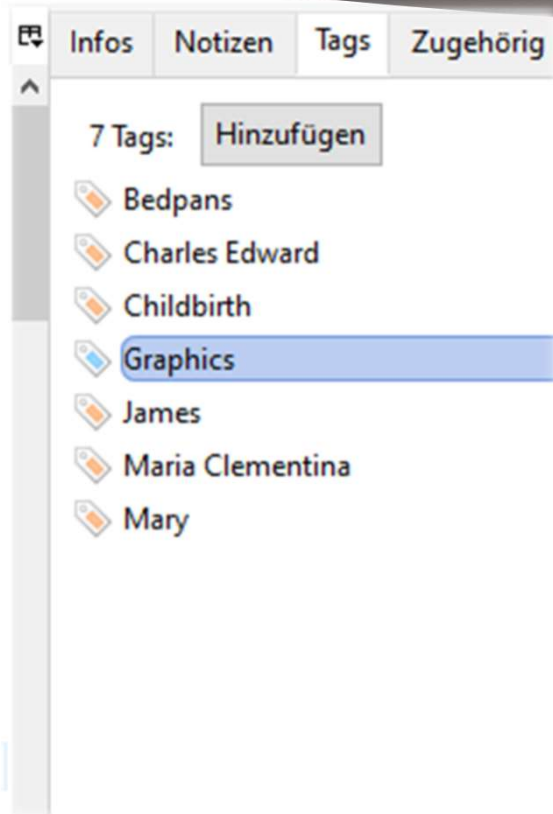 Infos Notizen Tags Zugehörig
7 Tags: Hinzufügen
Bedpans
Charles Edward
Childbirth
Graphics
James
Maria Clementina
Mary